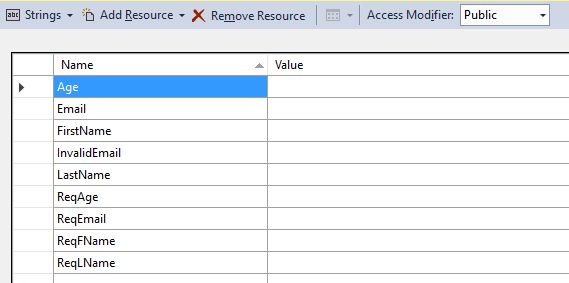 abc Strings Add Resource Remove Resource Access Modifier: Public
Name Value
Age
Email
FirstName
InvalidEmail
LastName
ReqAge
ReqEmail
ReqFName
ReqLName